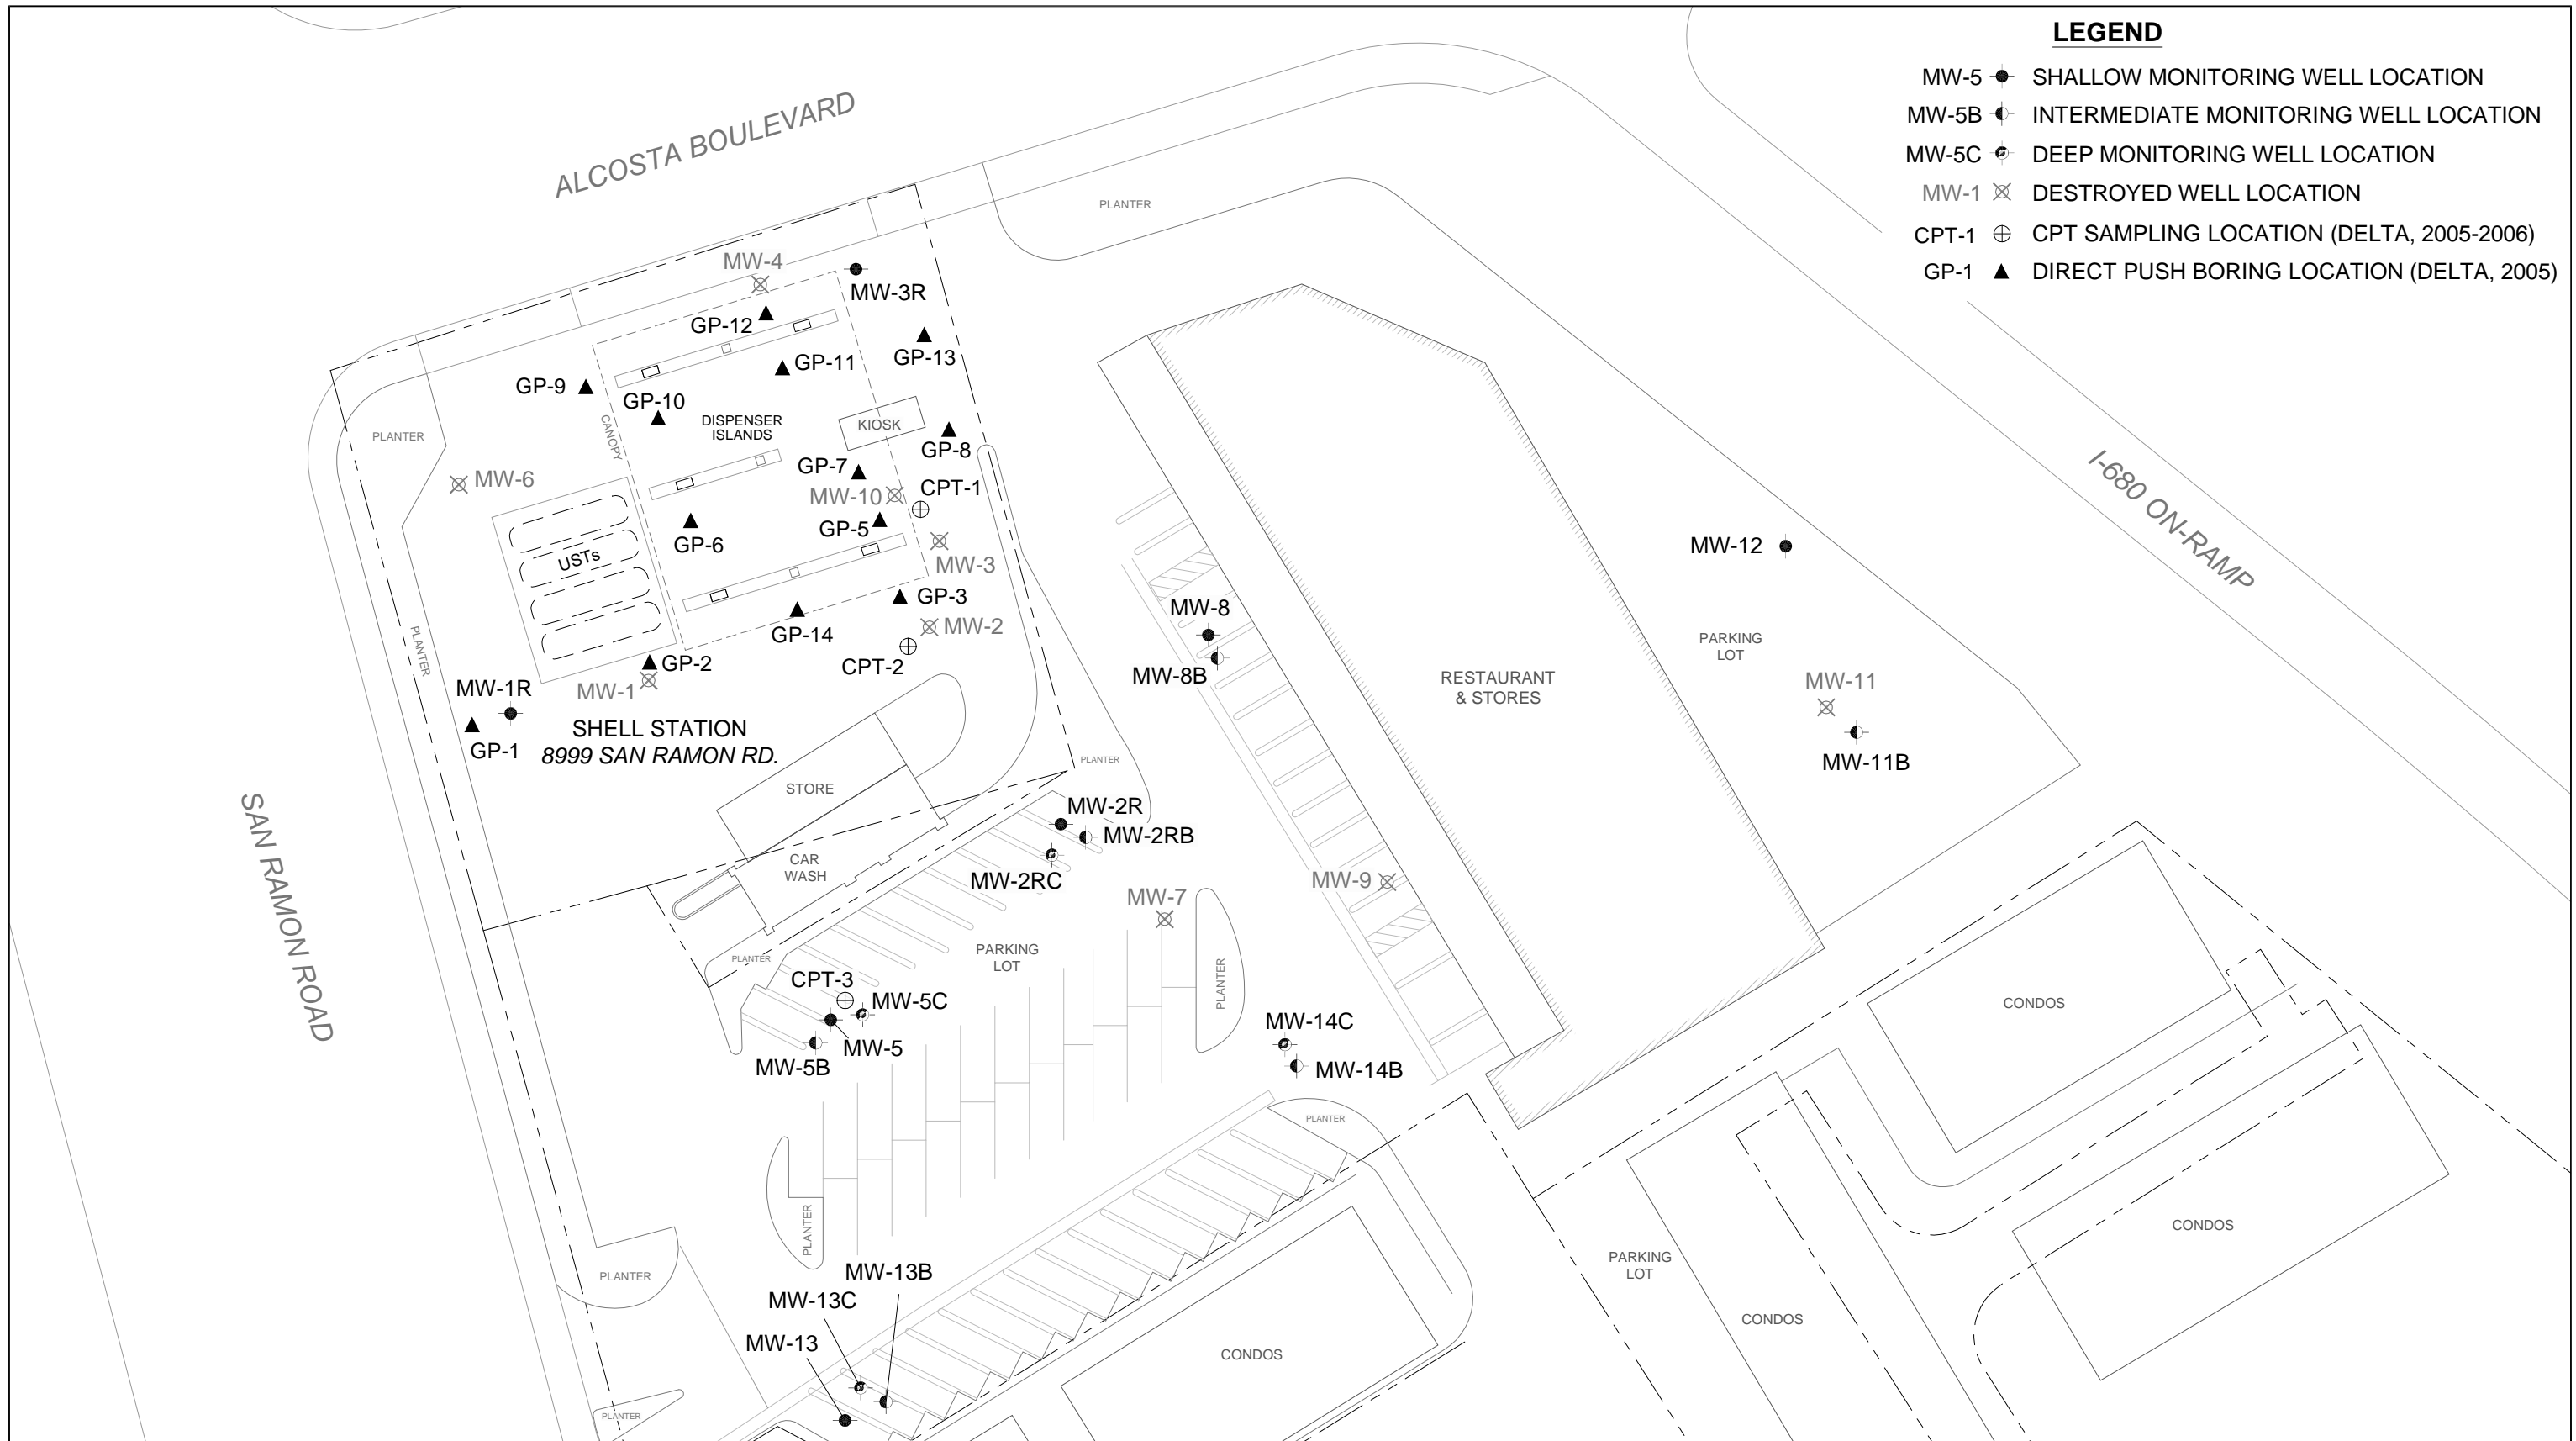 LEGEND
MW-5 SHALLOW MONITORING WELL LOCATION
MW-5B INTERMEDIATE MONITORING WELL LOCATION
MW-5C DEEP MONITORING WELL LOCATION
MW-1 DESTROYED WELL LOCATION
CPT-1 CPT SAMPLING LOCATION (DELTA, 2005-2006)
GP-1 DIRECT PUSH BORING LOCATION (DELTA, 2005)
ALCOSTA BOULEVARD
PLANTER
MW-4
MW-3R
GP-12
GP-13
GP-11
GP-9
GP-10
CANOPY
DISPENSER
ISLANDS
KIOSK
PLANTER
GP-8
GP-7
MW-6
MW-10
CPT-1
GP-5
GP-6
USTs
MW-3
I-680 ON-RAMP
MW-12
GP-3
MW-8
GP-14
MW-2
PLANTER
CPT-2
GP-2
MW-8B
PARKING
LOT
RESTAURANT
& STORES
MW-1R
MW-1
MW-11
GP-1
SHELL STATION
8999 SAN RAMON RD.
PLANTER
MW-11B
STORE
MW-2R
MW-2RB
SAN RAMON ROAD
CAR
WASH
MW-2RC
MW-9
MW-7
PARKING
LOT
PLANTER
CPT-3
MW-5C
PLANTER
CONDOS
MW-14C
MW-5
MW-5B
MW-14B
PLANTER
PLANTER
CONDOS
PARKING
LOT
PLANTER
MW-13B
MW-13C
CONDOS
MW-13
CONDOS
PLANTER